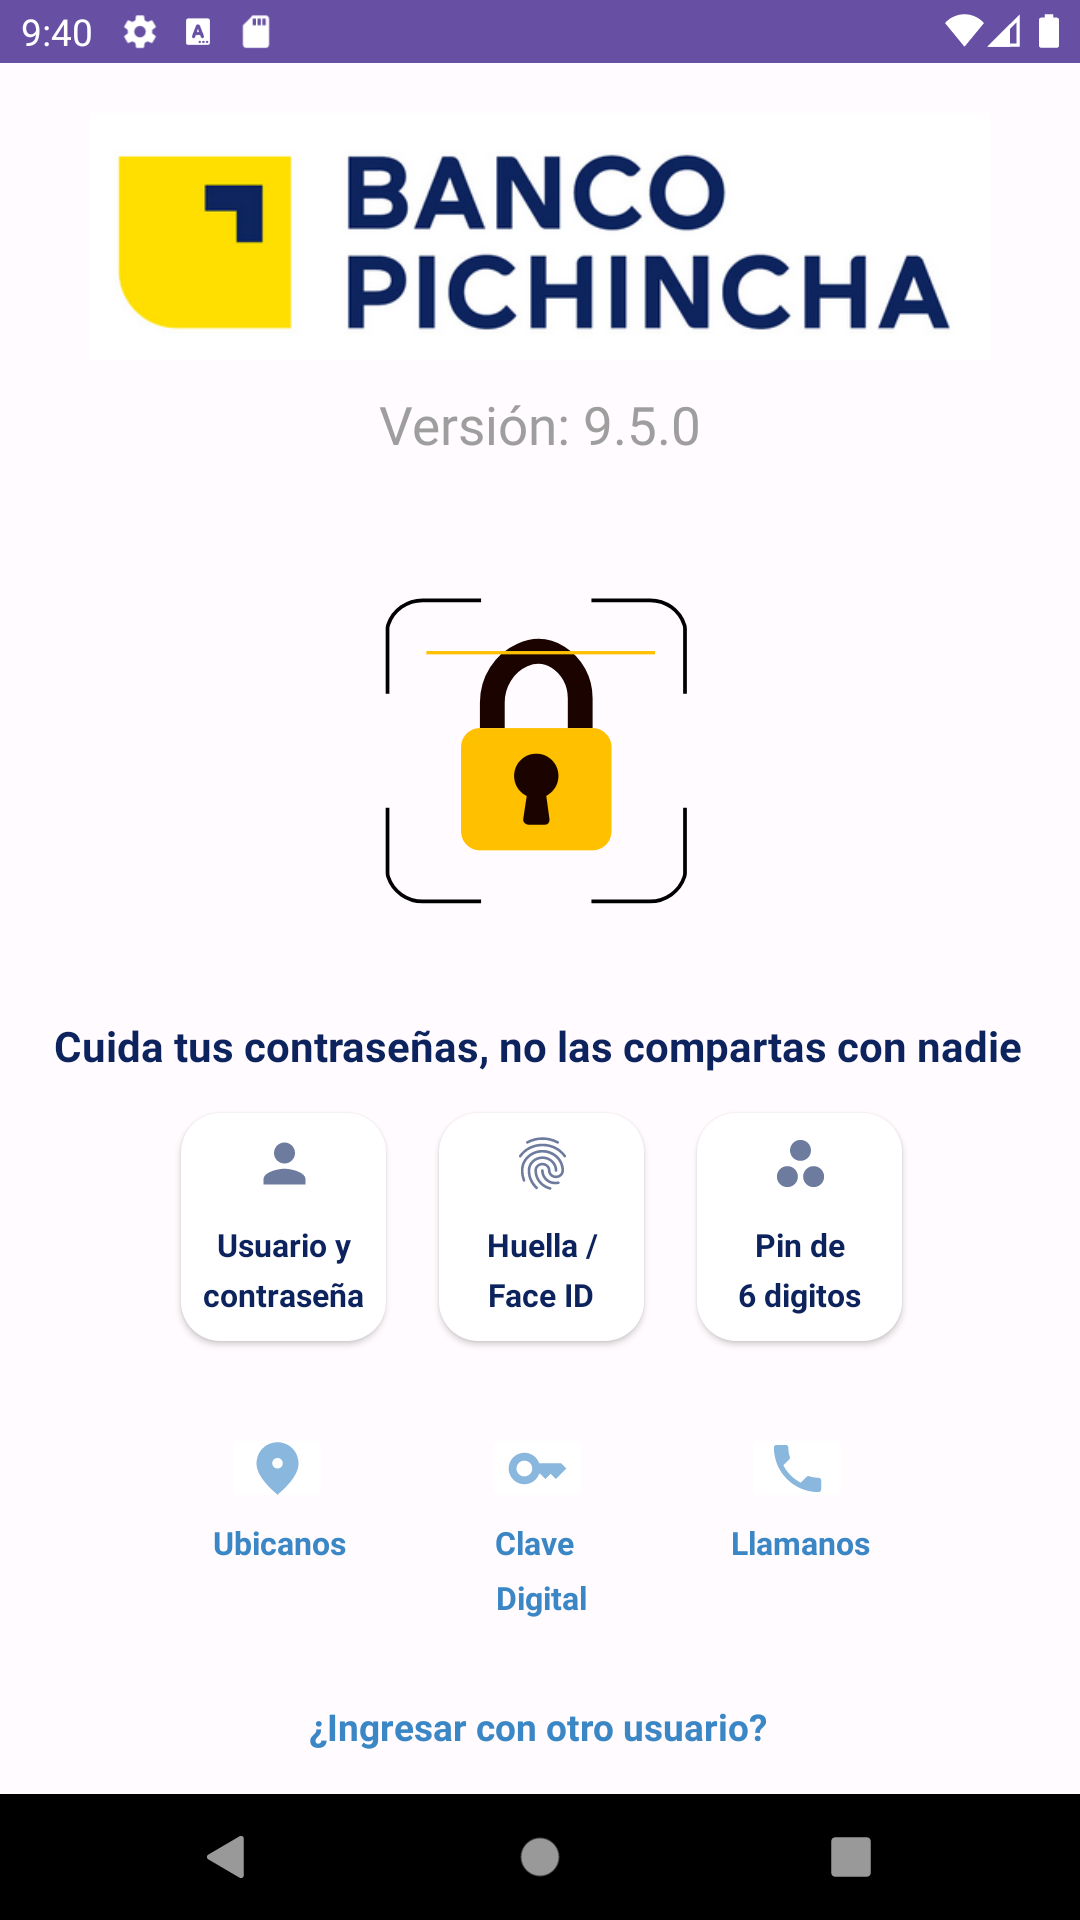 9:40
BANCO
PICHINCHA
Versión: 9.5.0
Cuida tus contraseñas, no las compartas con nadie
Usuario y
contraseña
Huella /
Face ID
Pin de
6 digitos
Ubicanos
Clave
Digital
Llamanos
¿Ingresar con otro usuario?